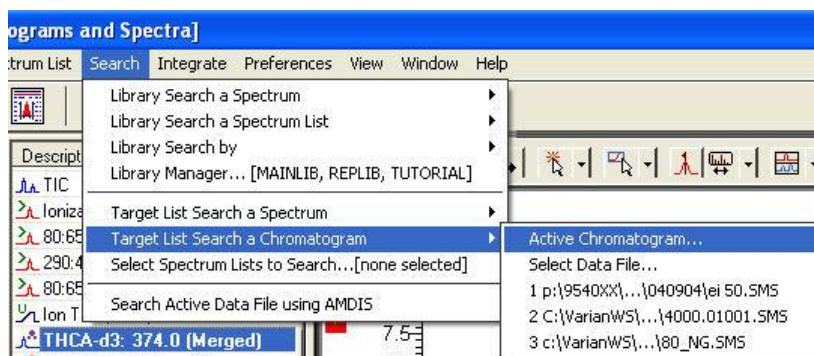 ograms and Spectra]
trum List Search Integrate Preferences View Window Help
Library Search a Spectrum
Library Search a Spectrum List
Library Search by
Library Manager... [MAINLIB, REPLIB, TUTORIAL]
Target List Search a Spectrum
Target List Search a Chromatogram
Select Spectrum Lists to Search...[none selected]
Search Active Data File using AMDIS
Active Chromatogram...
Select Data File...
1 p:\9540XX\...\040904\ei 50.SMS
2 C:\VarianWS\...\4000.01001.SMS
3 c:\VarianWS\...\80_NG.SMS
Descript
TIC
Ioniza
80:65
290:4
80:65
Ion T
THCA-d3: 374.0 (Merged)
7.5